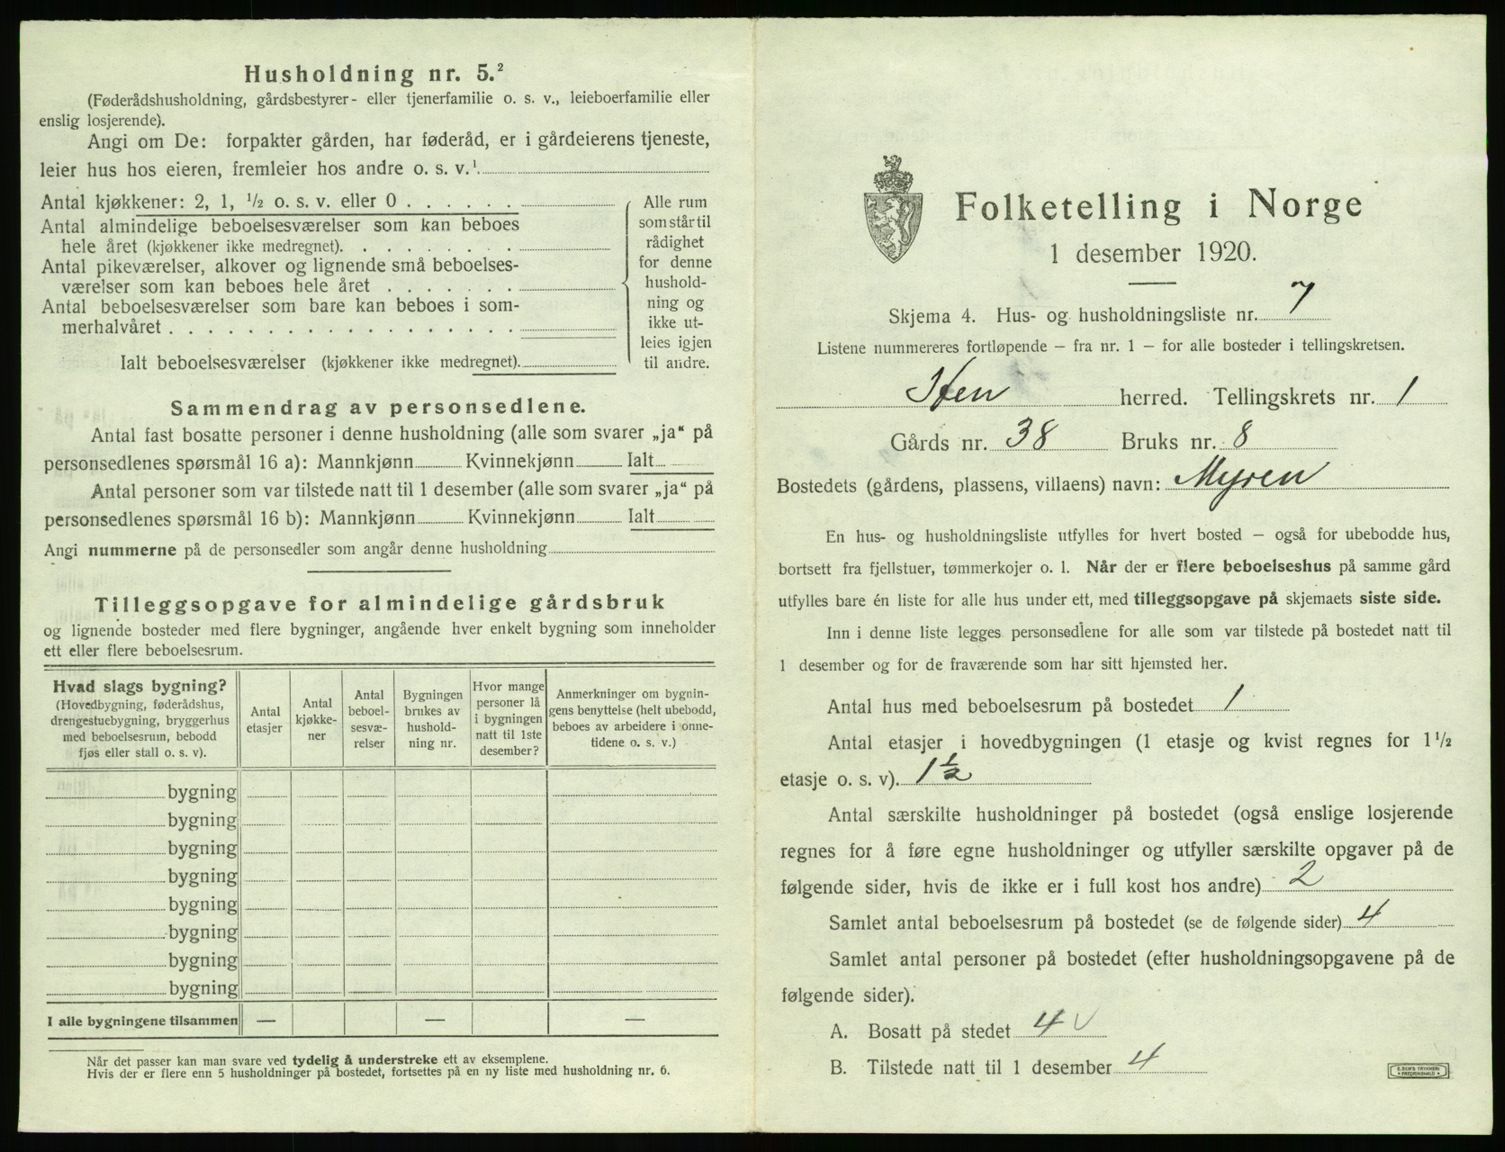 Husholdning nr. 5.²
(Føderådshusholdning, gårdsbestyrer- eller tjenerfamilie o. s. v., leieboerfamilie eller
enslig losjerende).
Angi om De: forpakter gården, har føderåd, er i gårdeierens tjeneste,
leier hus hos eieren, fremleier hos andre o. s. v.¹
Antal kjøkkener: 2, 1, ½ o. s. v. eller 0 . . . . . .
Antal almindelige beboelsesværelser som kan beboes
hele året (kjøkkener ikke medregnet). . . . . . . .
Antal pikeværelser, alkover og lignende små beboelses-
værelser som kan beboes hele året . . . . . . .
Antal beboelsesværelser som bare kan beboes i som-
merhalvåret . . . . . . . . . . . . . . . . .
Ialt beboelsesværelser (kjøkkener ikke medregnet).
Alle rum
som står til
rådighet
for denne
hushold-
ning og
ikke ut-
leies igjen
til andre.
Sammendrag av personsedlene.
Antal fast bosatte personer i denne husholdning (alle som svarer „ja“ på
personsedlenes spørsmål 16 a): Mannkjønn Kvinnekjønn Ialt
Antal personer som var tilstede natt til 1 desember (alle som svarer „ja“ på
personsedlenes spørsmål 16 b): Mannkjønn Kvinnekjønn Ialt
Angi nummerne på de personsedler som angår denne husholdning
Tilleggsopgave for almindelige gårdsbruk
og lignende bosteder med flere bygninger, angående hver enkelt bygning som inneholder
ett eller flere beboelsesrum.
Hvad slags bygning?
(Hovedbygning, føderådshus,
drengestuebygning, bryggerhus
med beboelsesrum, bebodd
fjøs eller stall o. s. v).
Antal
etasjer
Antal
kjøkke-
ner
Antal
beboel-
sesvæ-
relser
Bygningen
brukes av
hushold-
ning nr.
Hvor mange
personer lå
i bygningen
natt til 1ste
desember?
Anmerkninger om bygnin-
gens benyttelse (helt ubebodd,
beboes av arbeidere i onne-
tidene o. s. v.)
bygning
bygning
bygning
bygning
bygning
bygning
bygning
bygning
I alle bygningene tilsammen — — —
Når det passer kan man svare ved tydelig å understreke ett av eksemplene.
Hvis der er flere enn 5 husholdninger på bostedet, fortsettes på en ny liste med husholdning nr. 6.
Folketelling i Norge
1 desember 1920.
Skjema 4. Hus- og husholdningsliste nr. 7
Listene nummereres fortløpende – fra nr. 1 – for alle bosteder i tellingskretsen.
Hen herred. Tellingskrets nr. 1
Gårds nr. 38 Bruks nr. 8
Bostedets (gårdens, plassens, villaens) navn: Myren
En hus- og husholdningsliste utfylles for hvert bosted – også for ubebodde hus,
bortsett fra fjellstuer, tømmerkojer o. l. Når der er flere beboelseshus på samme gård
utfylles bare én liste for alle hus under ett, med tilleggsopgave på skjemaets siste side.
Inn i denne liste legges personsedlene for alle som var tilstede på bostedet natt til
1 desember og for de fraværende som har sitt hjemsted her.
Antal hus med beboelsesrum på bostedet 1
Antal etasjer i hovedbygningen (1 etasje og kvist regnes for 1½
etasje o. s. v). 1½
Antal særskilte husholdninger på bostedet (også enslige losjerende
regnes for å føre egne husholdninger og utfyller særskilte opgaver på de
følgende sider, hvis de ikke er i full kost hos andre) 2
Samlet antal beboelsesrum på bostedet (se de følgende sider) 4
Samlet antal personer på bostedet (efter husholdningsopgavene på de
følgende sider).
A. Bosatt på stedet 4 √
B. Tilstede natt til 1 desember 4